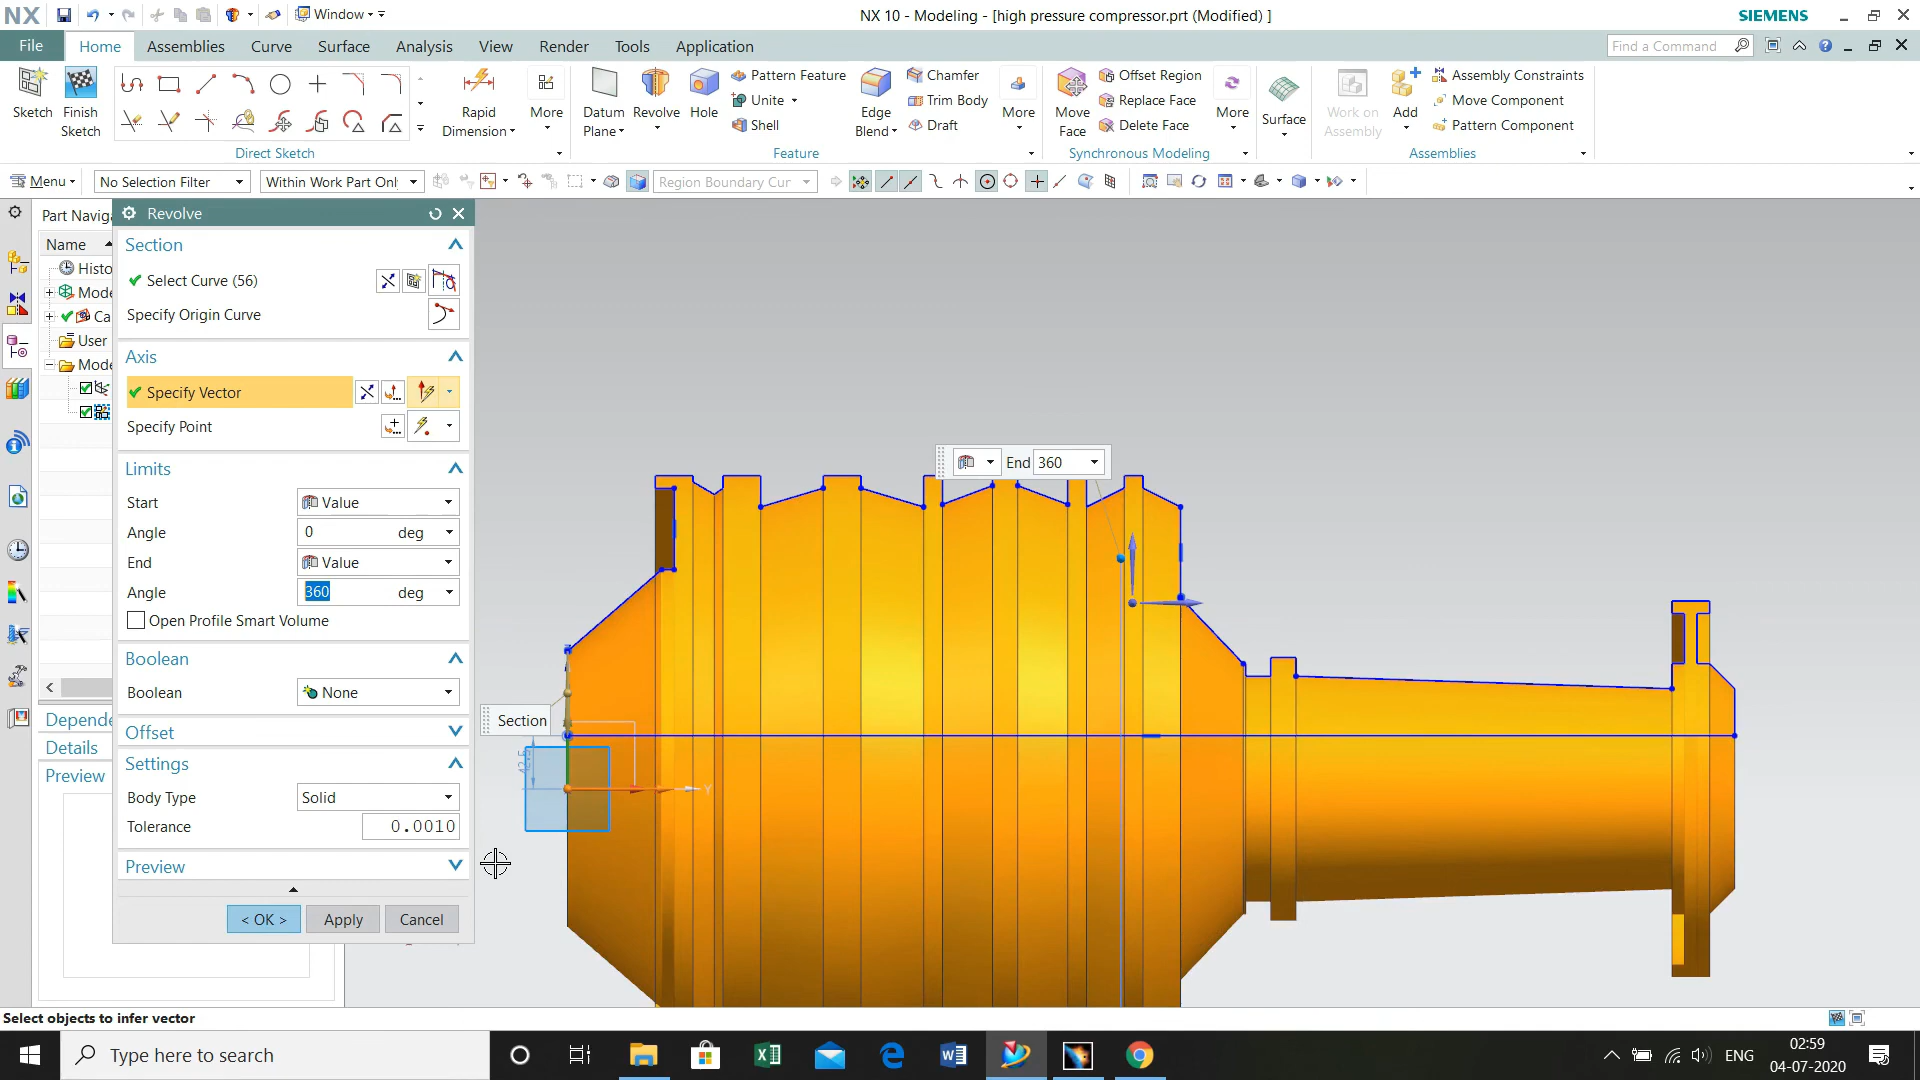 NX
Window
NX 10 - Modeling - [high pressure compressor.prt (Modified) ]
SIEMENS
File
Home
Assemblies
Curve
Surface
Analysis
View
Render
Tools
Application
Find a Command
Sketch
Finish Sketch
Direct Sketch
Rapid Dimension
More
Datum Plane
Revolve
Hole
Pattern Feature
Unite
Shell
Edge Blend
Chamfer
Trim Body
Draft
More
Feature
Move Face
Offset Region
Replace Face
Delete Face
More
Synchronous Modeling
Surface
Work on Assembly
Add
Assembly Constraints
Move Component
Pattern Component
Assemblies
Menu
No Selection Filter
Within Work Part Onl
Region Boundary Cur
Part Naviga
Name
Histo
Mode
Ca
User
Mode
Depende
Details
Preview
Revolve
Section
Select Curve (56)
Specify Origin Curve
Axis
Specify Vector
Specify Point
Limits
Start
Value
Angle
0 deg
End
Value
Angle
360 deg
Open Profile Smart Volume
Boolean
Boolean
None
Offset
Settings
Body Type
Solid
Tolerance
0.0010
Preview
< OK >
Apply
Cancel
End 360
Section
Y
Select objects to infer vector
Type here to search
ENG
02:59
04-07-2020